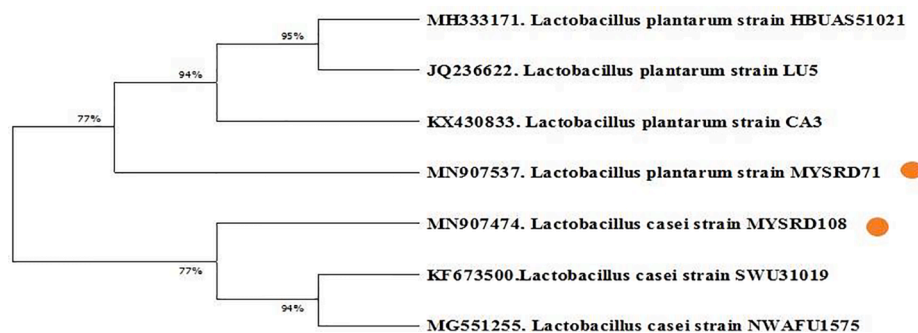 MH333171. Lactobacillus plantarum strain HBUAS51021
95%
JQ236622. Lactobacillus plantarum strain LU5
94%
KX430833. Lactobacillus plantarum strain CA3
77%
MN907537. Lactobacillus plantarum strain MYSRD71
MN907474. Lactobacillus casei strain MYSRD108
77%
KF673500.Lactobacillus casei strain SWU31019
94%
MG551255. Lactobacillus casei strain NWAFU1575